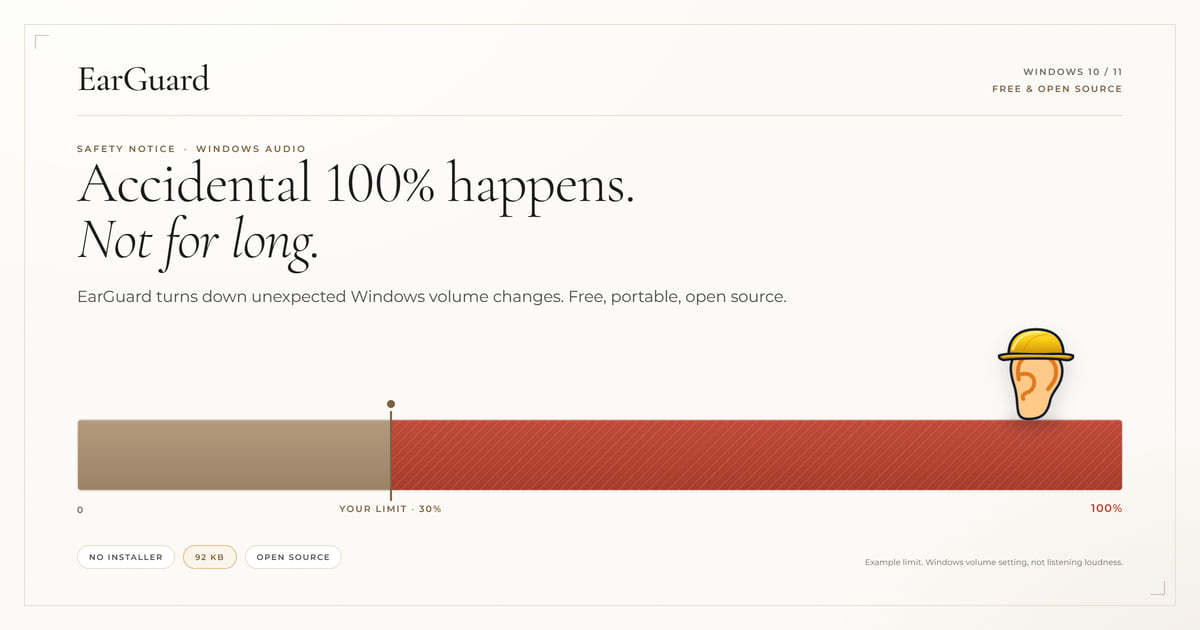 EarGuard
WINDOWS 10 / 11
FREE & OPEN SOURCE
SAFETY NOTICE · WINDOWS AUDIO
Accidental 100% happens.
Not for long.
EarGuard turns down unexpected Windows volume changes. Free, portable, open source.
0
YOUR LIMIT · 30%
100%
NO INSTALLER
92 KB
OPEN SOURCE
Example limit. Windows volume setting, not listening loudness.